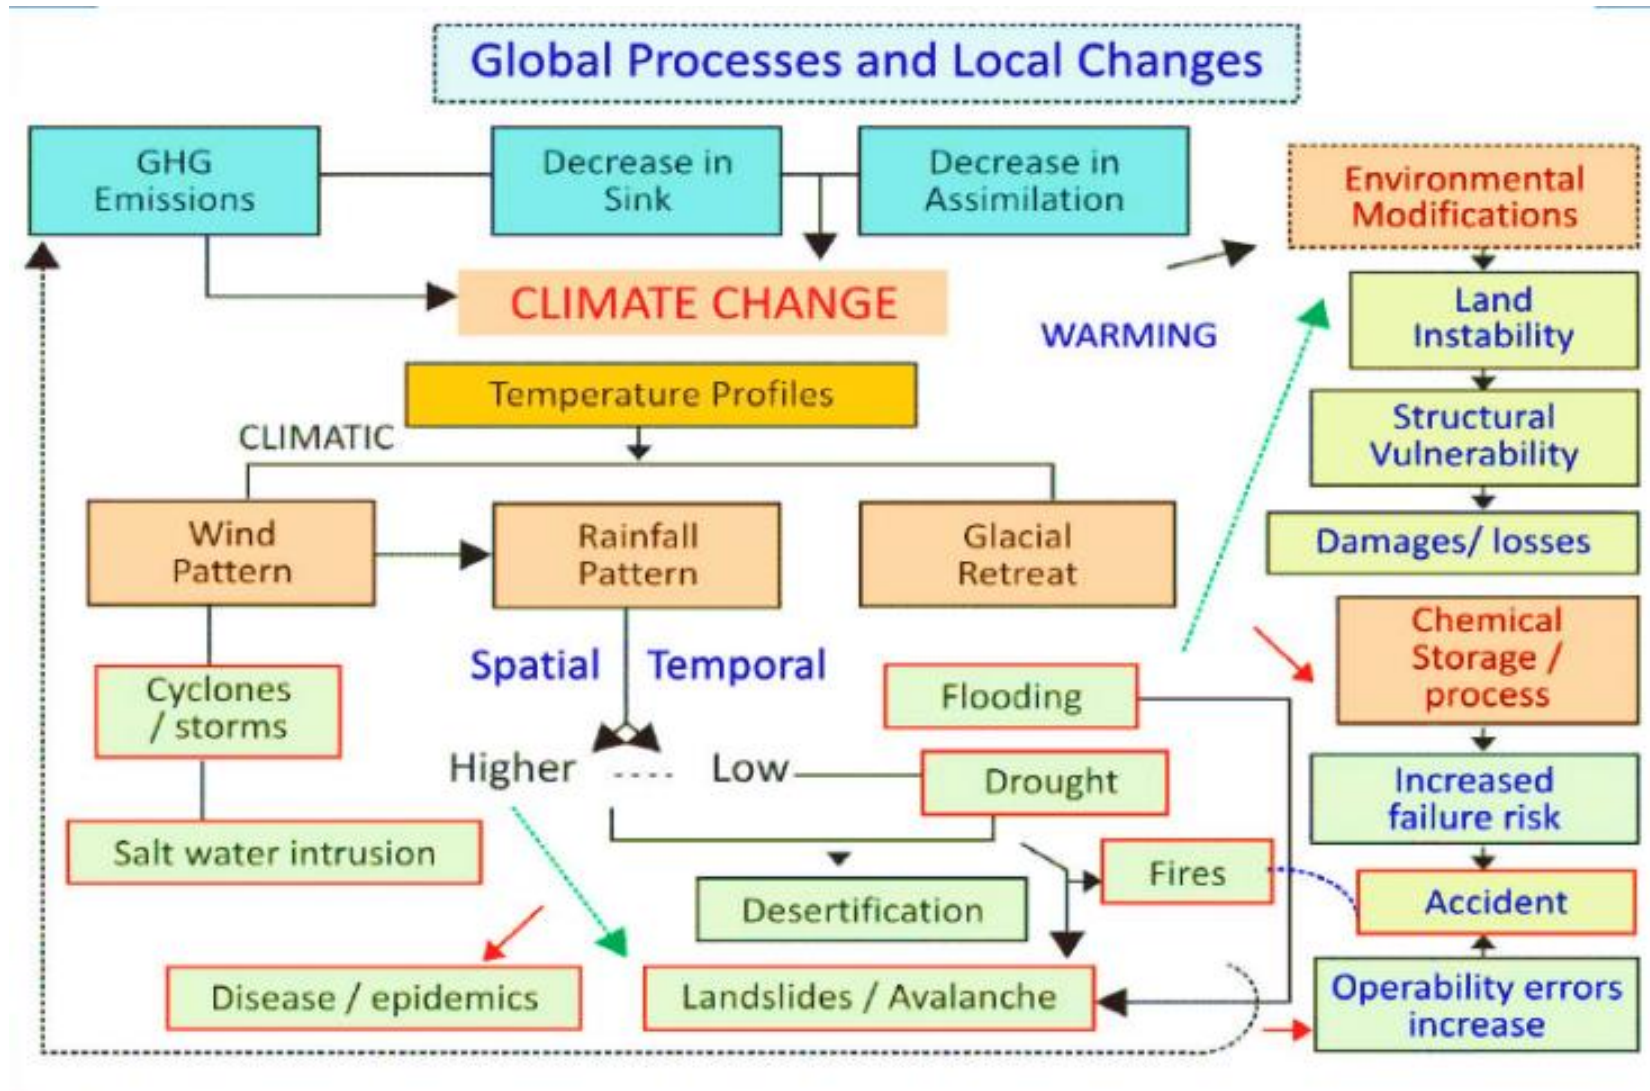 Global Processes and Local Changes
GHG
Emissions
Decrease in
Sink
Decrease in
Assimilation
Environmental
Modifications
CLIMATE CHANGE
WARMING
Land
Instability
Temperature Profiles
CLIMATIC
Structural
Vulnerability
Wind
Pattern
Rainfall
Pattern
Glacial
Retreat
Damages/ losses
Spatial
Temporal
Chemical
Storage /
process
Cyclones
/ storms
Flooding
Higher
Low
Drought
Increased
failure risk
Salt water intrusion
Fires
Desertification
Accident
Disease / epidemics
Landslides / Avalanche
Operability errors
increase